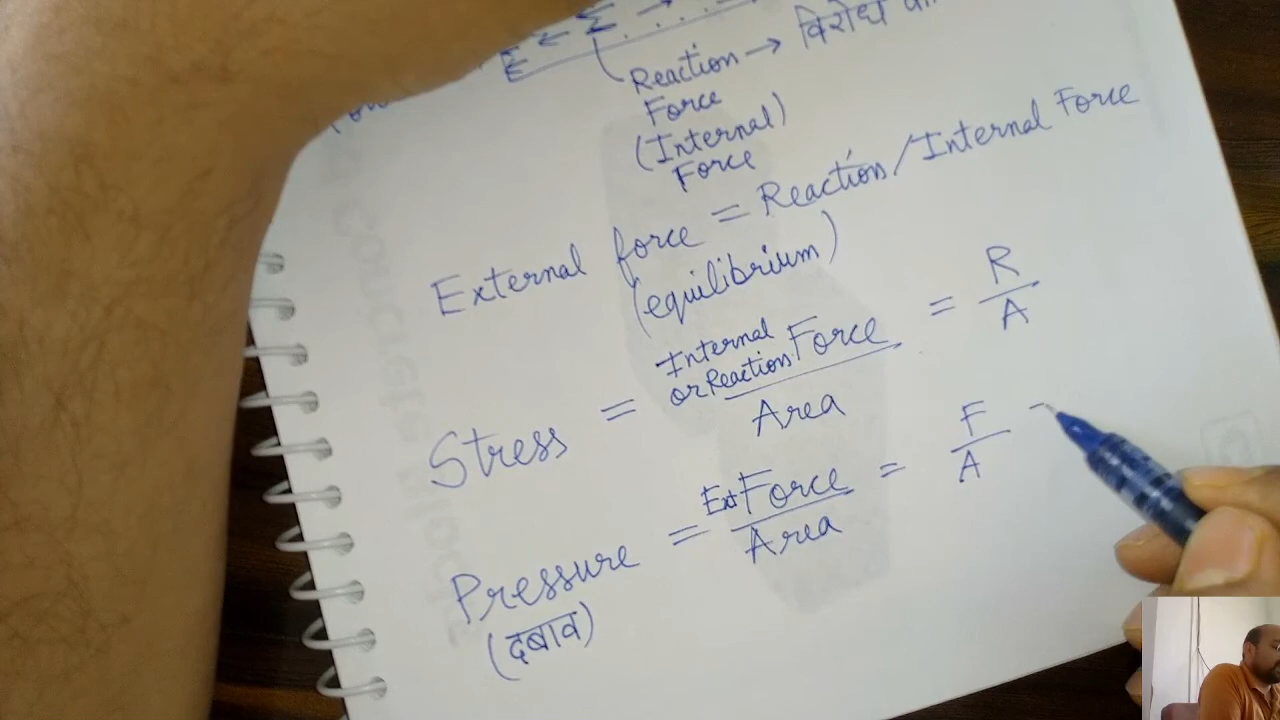 Reaction → विरोध
Force
(Internal)
Force
External force = Reaction/Internal Force
(equilibrium)
Stress = Internal or Reaction Force / Area = R / A
Pressure = Ext Force / Area = F / A
(दबाव)